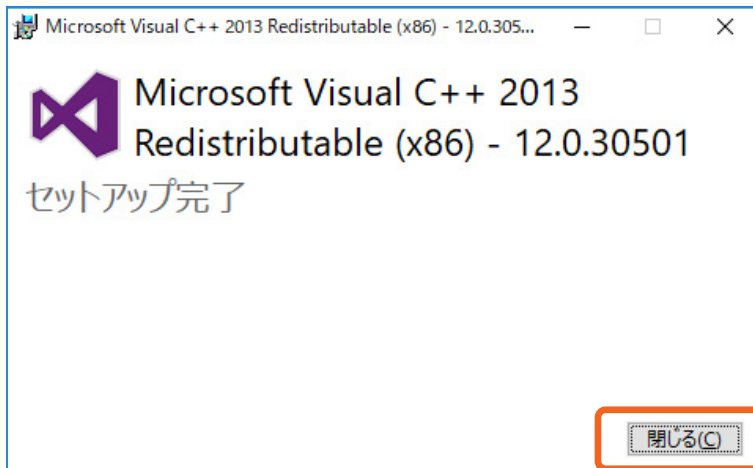 Microsoft Visual C++ 2013 Redistributable (x86) - 12.0.305...
Microsoft Visual C++ 2013
Redistributable (x86) - 12.0.30501
セットアップ完了
閉じる(C)